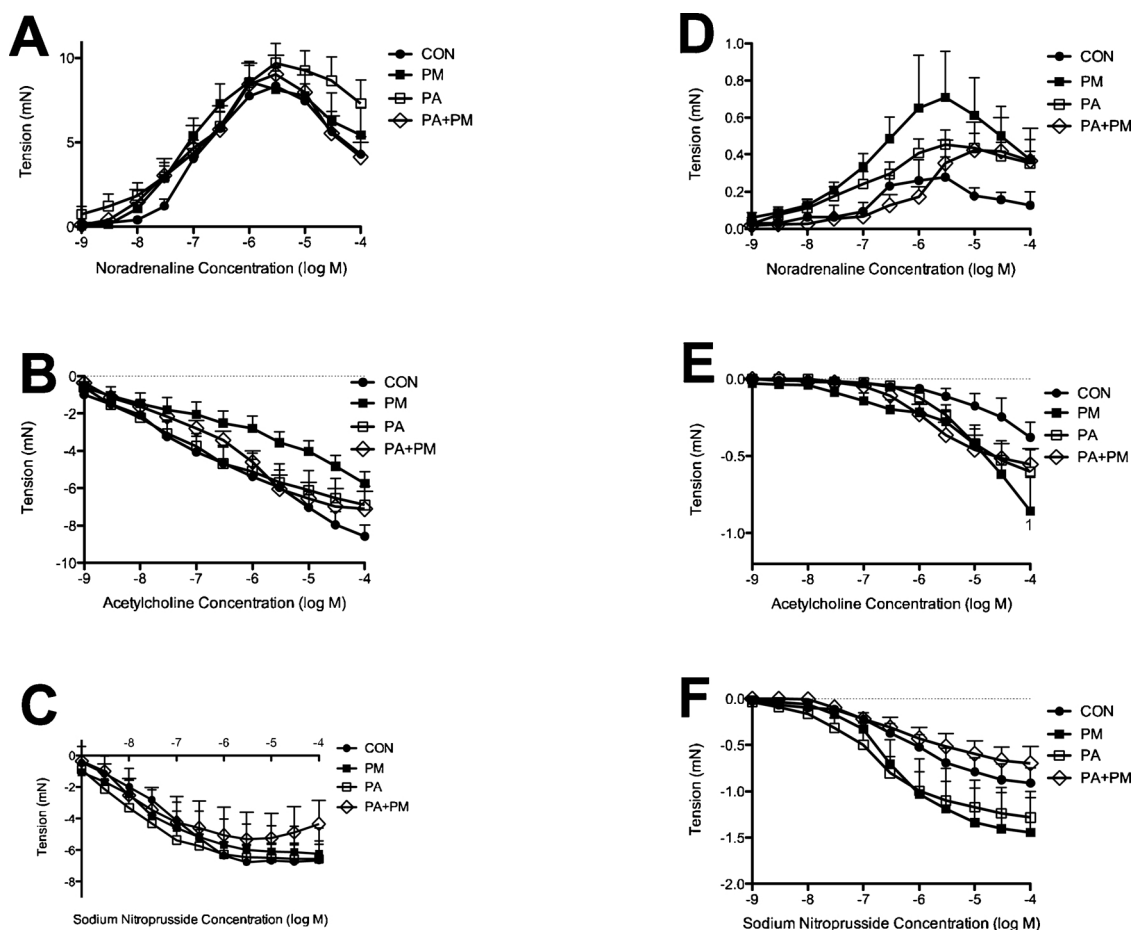 A
Tension (mN)
10
5
0
-9 -8 -7 -6 -5 -4
Noradrenaline Concentration (log M)
CON
PM
PA
PA+PM
D
Tension (mN)
1.0
0.8
0.6
0.4
0.2
0.0
-9 -8 -7 -6 -5 -4
Noradrenaline Concentration (log M)
CON
PM
PA
PA+PM
B
Tension (mN)
0
-2
-4
-6
-8
-10
-9 -8 -7 -6 -5 -4
Acetylcholine Concentration (log M)
CON
PM
PA
PA+PM
E
Tension (mN)
0.0
-0.5
-1.0
-9 -8 -7 -6 -5 -4
Acetylcholine Concentration (log M)
CON
PM
PA
PA+PM
1
C
Tension (mN)
0
-2
-4
-6
-8
-8 -7 -6 -5 -4
Sodium Nitroprusside Concentration (log M)
CON
PM
PA
PA+PM
F
Tension (mN)
0.0
-0.5
-1.0
-1.5
-2.0
-9 -8 -7 -6 -5 -4
Sodium Nitroprusside Concentration (log M)
CON
PM
PA
PA+PM